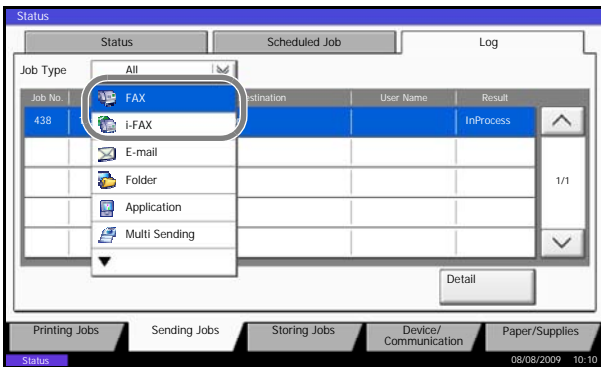 Status
Status Scheduled Job Log
Job Type All
Job No. estination User Name Result
438 1 InProcess
FAX
i-FAX
E-mail
Folder
Application
Multi Sending
1/1
Detail
Printing Jobs Sending Jobs Storing Jobs Device/
Communication Paper/Supplies
Status 08/08/2009 10:10